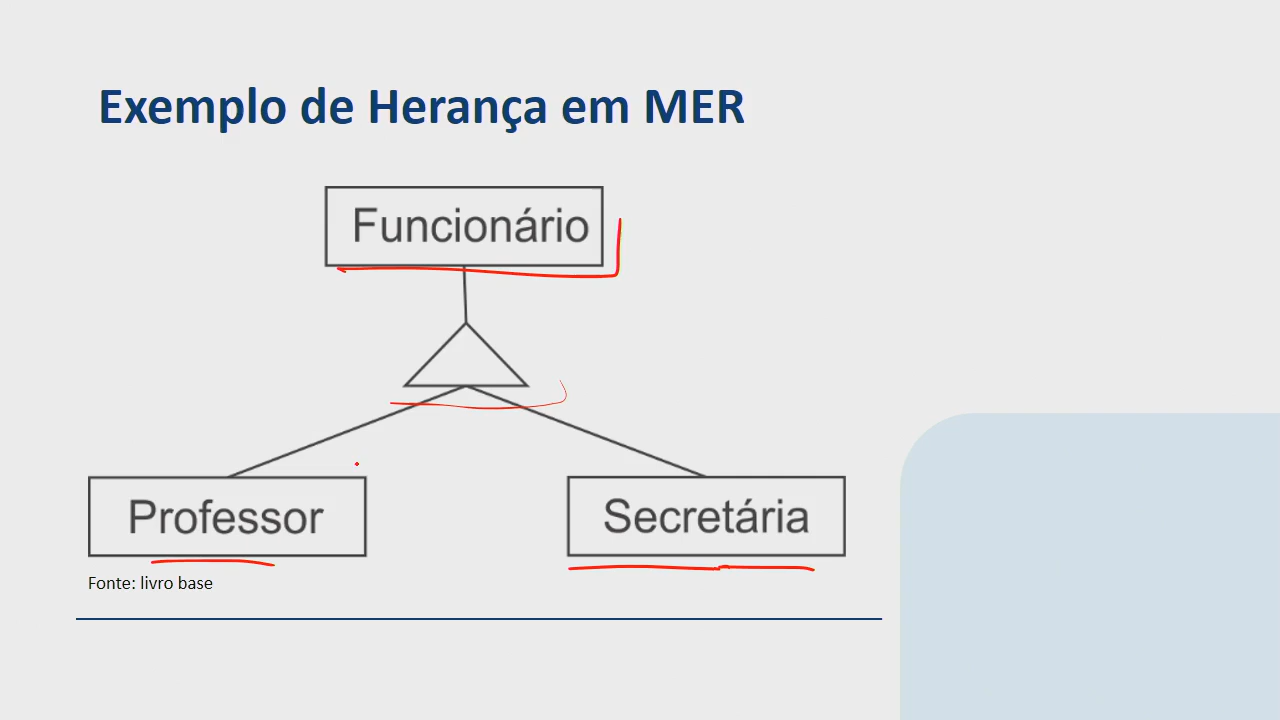 Exemplo de Herança em MER
Funcionário
Professor
Secretária
Fonte: livro base